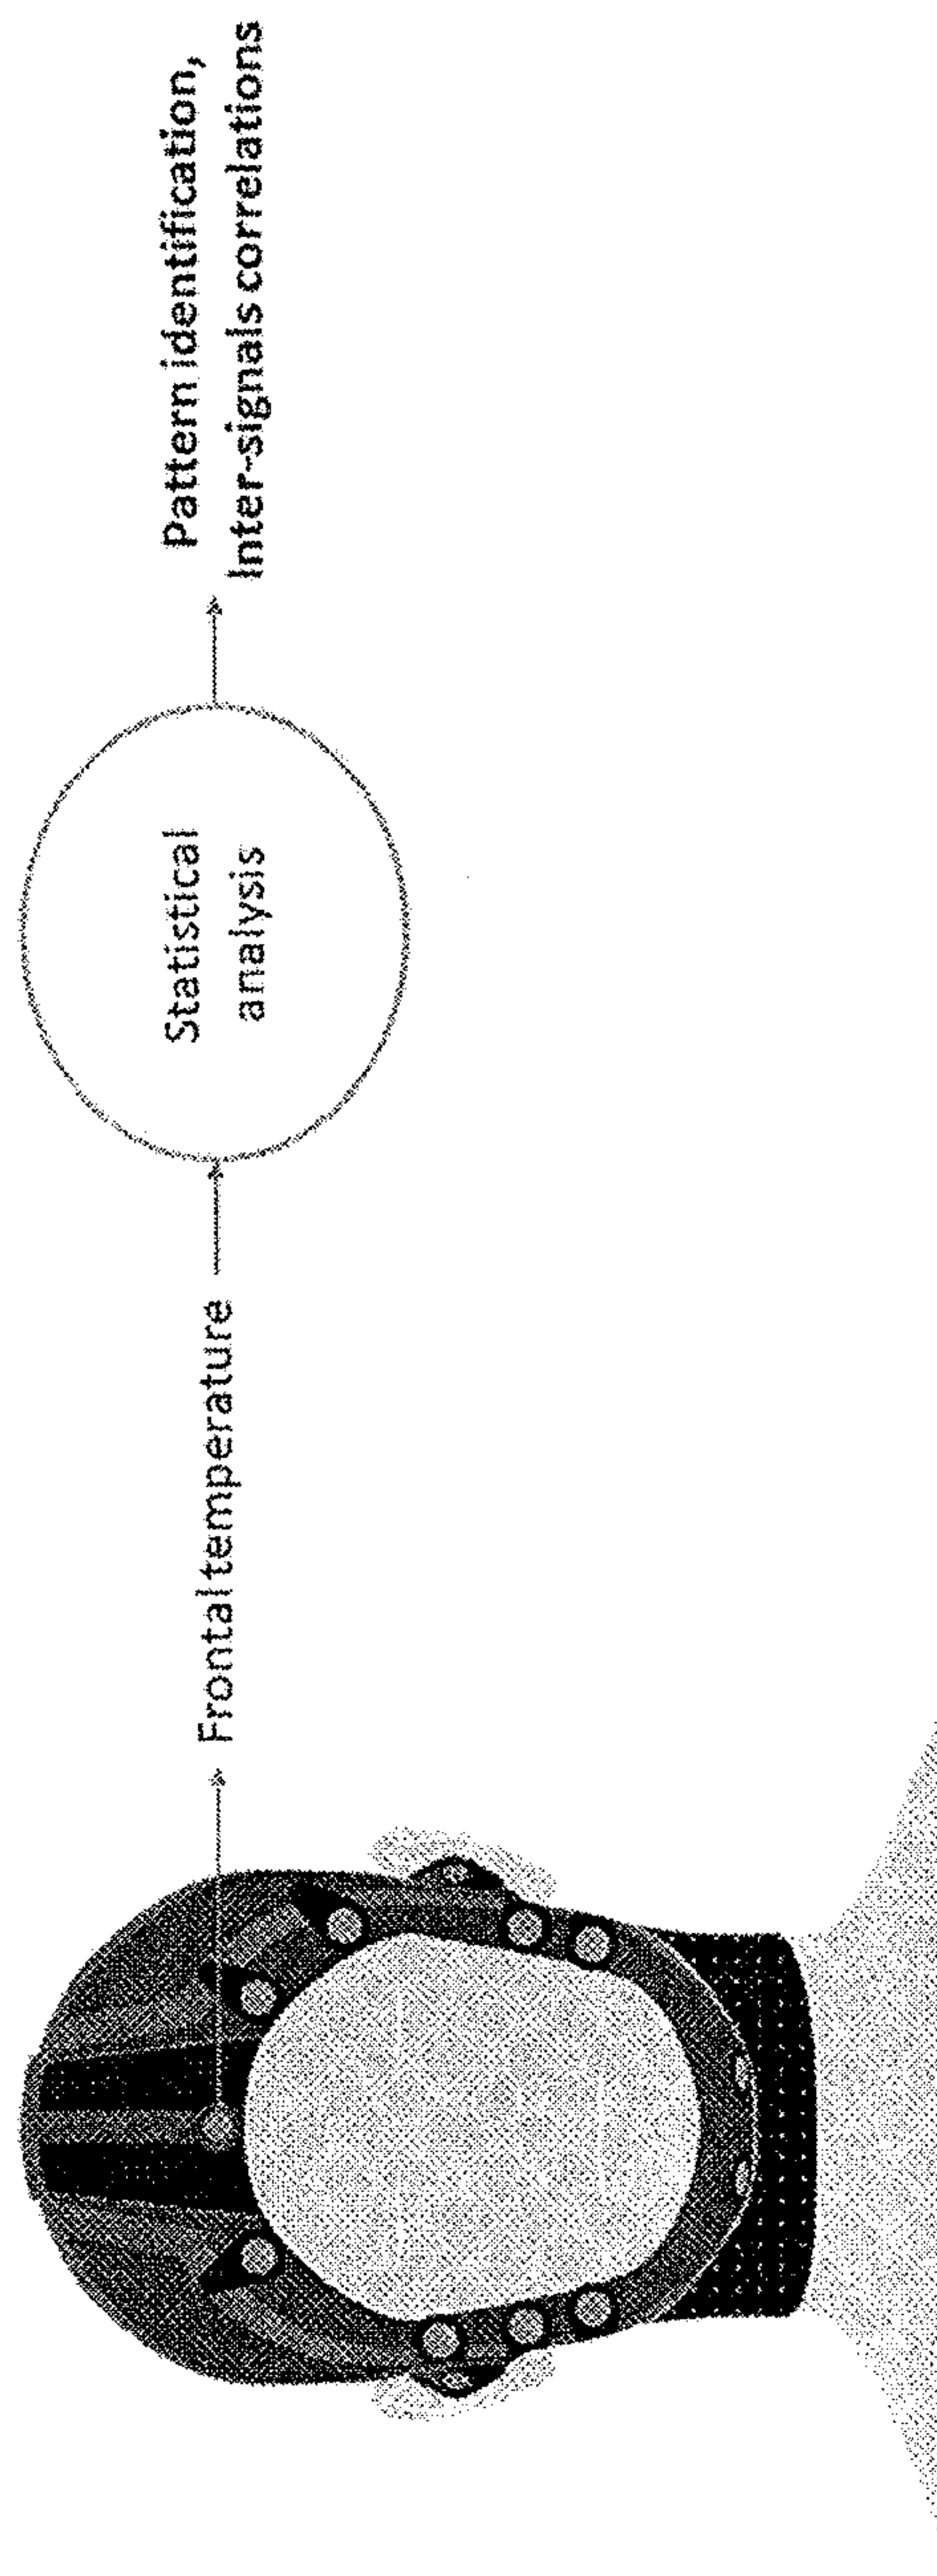 Frontal temperature
Statistical
analysis
Pattern identification,
Inter-signals correlations